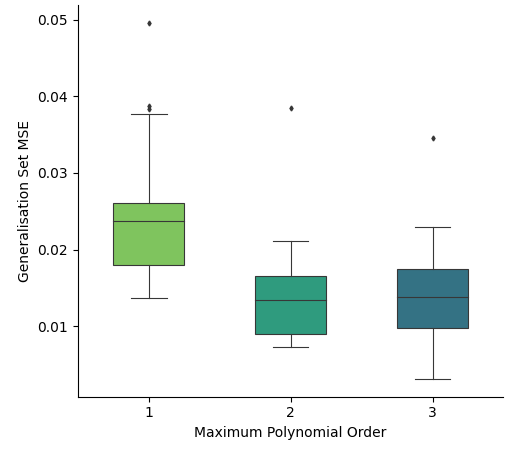 0.05
0.04
0.03
0.02
0.01
Generalisation Set MSE
1 2 3
Maximum Polynomial Order